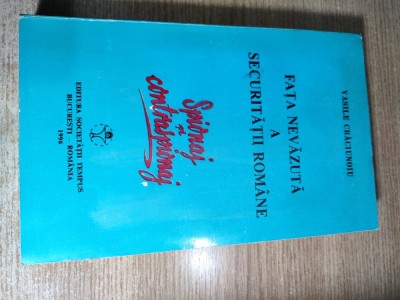 VASILE CRĂCIUNOIU
FAȚA NEVĂZUTĂ
A
SECURITĂȚII ROMÂNE
Spionaj
și
contraspionaj
EDITURA SOCIETĂȚII TEMPUS
BUCUREȘTI ROMÂNIA
1996